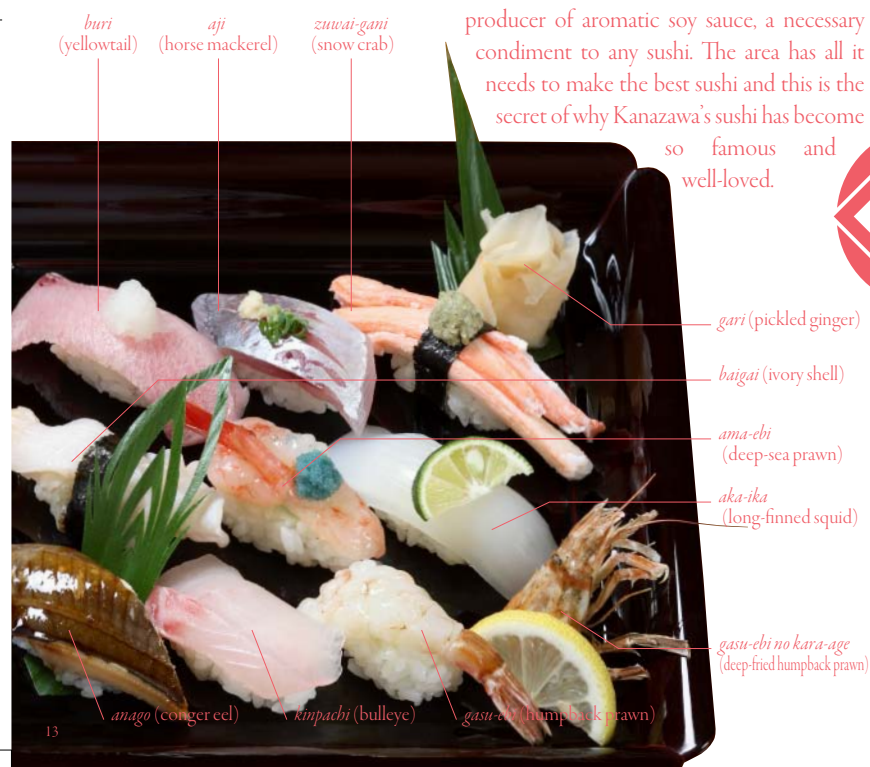 producer of aromatic soy sauce, a necessary
condiment to any sushi. The area has all it
needs to make the best sushi and this is the
secret of why Kanazawa's sushi has become
so famous and
well-loved.
buri
(yellowtail)
aji
(horse mackerel)
zuwai-gani
(snow crab)
gari (pickled ginger)
baigai (ivory shell)
ama-ebi
(deep-sea prawn)
aka-ika
(long-finned squid)
gasu-ebi no kara-age
(deep-fried humpback prawn)
anago (conger eel)
kinpachi (bulleye)
gasu-ebi (humpback prawn)
13